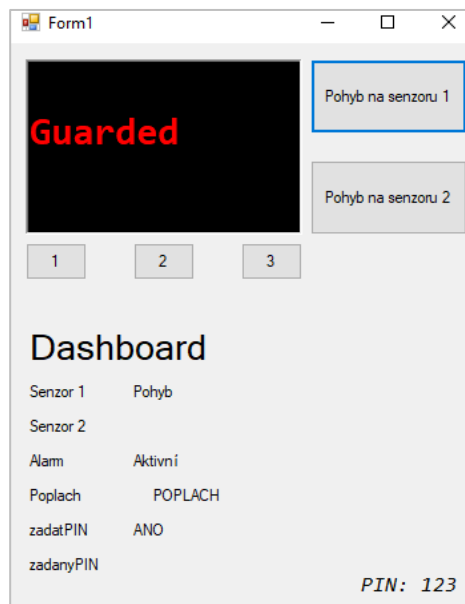 Form1
Guarded
Pohyb na senzoru 1
Pohyb na senzoru 2
1 2 3
Dashboard
Senzor 1 Pohyb
Senzor 2
Alarm Aktivní
Poplach POPLACH
zadatPIN ANO
zadanyPIN
PIN: 123